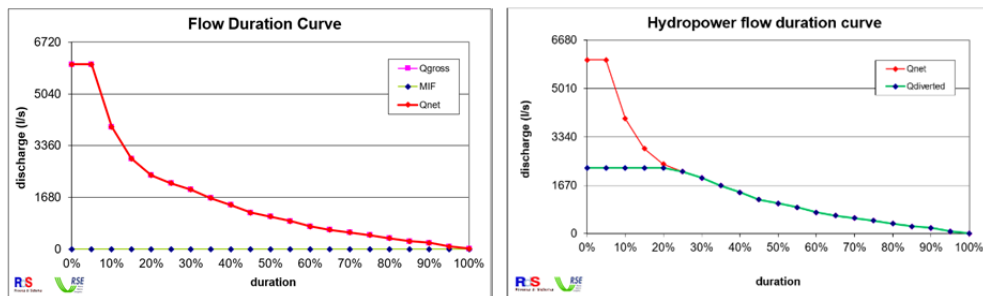 Flow Duration Curve
discharge (l/s)
6720
5040
3360
1680
0
Qgross
MIF
Qnet
0% 10% 20% 30% 40% 50% 60% 70% 80% 90% 100%
duration
RSE
Hydropower flow duration curve
discharge (l/s)
6680
5010
3340
1670
0
Qnet
Qdiverted
0% 10% 20% 30% 40% 50% 60% 70% 80% 90% 100%
duration
RSE